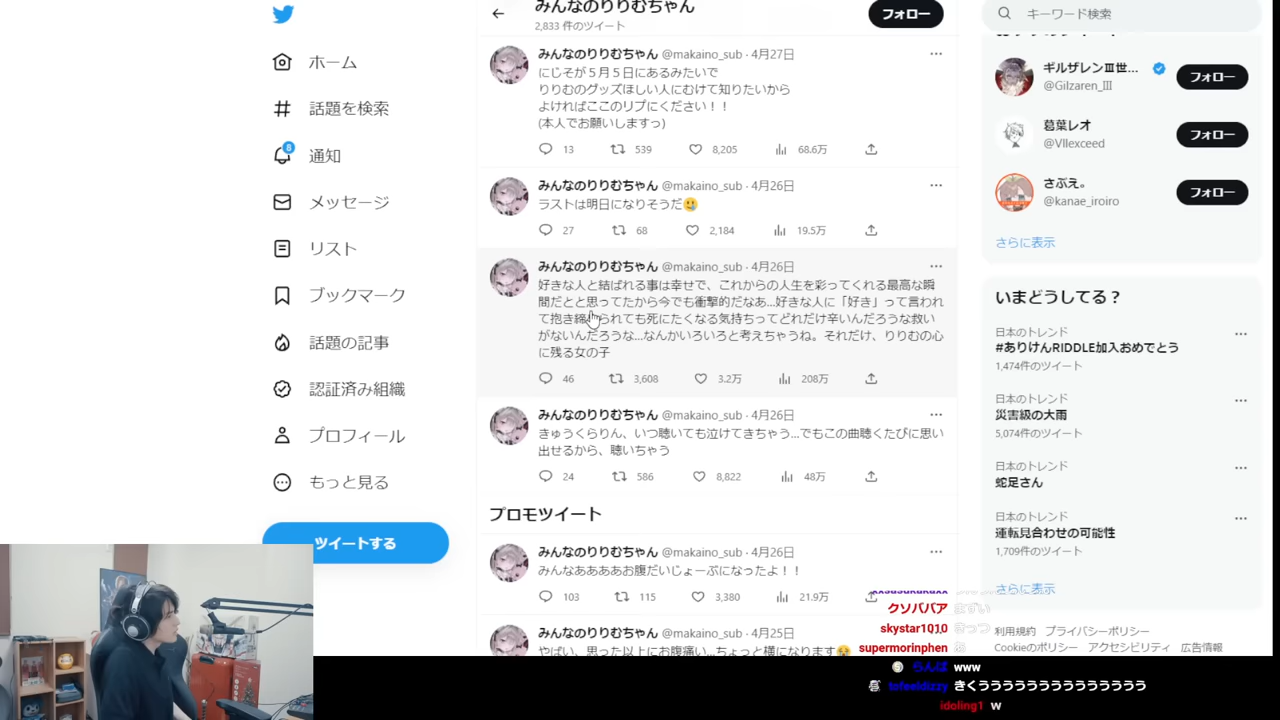 ホーム
話題を検索
8
通知
メッセージ
リスト
ブックマーク
話題の記事
認証済み組織
プロフィール
もっと見る
ツイートする
みんなのりりむちゃん
2,833 件のツイート
フォロー
みんなのりりむちゃん @makaino_sub · 4月27日
にじそが５月５日にあるみたいで
りりむのグッズほしい人にむけて知りたいから
よければここのリプにください！！
(本人でお願いしますっ)
13 539 8,205 68.6万
みんなのりりむちゃん @makaino_sub · 4月26日
ラストは明日になりそうだ
27 68 2,184 19.5万
みんなのりりむちゃん @makaino_sub · 4月26日
好きな人と結ばれる事は幸せで、これからの人生を彩ってくれる最高な瞬
間だとと思ってたから今でも衝撃的だなあ…好きな人に「好き」って言われ
て抱き締められても死にたくなる気持ちってどれだけ辛いんだろうな救い
がないんだろうな…なんかいろいろと考えちゃうね。それだけ、りりむの心
に残る女の子
46 3,608 3.2万 208万
みんなのりりむちゃん @makaino_sub · 4月26日
きゅうくらりん、いつ聴いても泣けてきちゃう…でもこの曲聴くたびに思い
出せるから、聴いちゃう
24 586 8,822 48万
プロモツイート
みんなのりりむちゃん @makaino_sub · 4月26日
みんなああああお腹だいじょーぶになったよ！！
103 115 3,380 21.9万
みんなのりりむちゃん @makaino_sub · 4月25日
やばい、思った以上にお腹痛い…ちょっと横になります
キーワード検索
ギルザレンⅢ世…
@Gilzaren_III
フォロー
葛葉レオ
@Vllexceed
フォロー
さぶえ。
@kanae_iroiro
フォロー
さらに表示
いまどうしてる？
日本のトレンド
#ありけんRIDDLE加入おめでとう
1,474件のツイート
日本のトレンド
災害級の大雨
5,074件のツイート
日本のトレンド
蛇足さん
日本のトレンド
運転見合わせの可能性
1,709件のツイート
さらに表示
利用規約 プライバシーポリシー
Cookieのポリシー アクセシビリティ 広告情報
クソババア
skystar1010
supermorinphen
らんぱ www
tofeeldizzy きくうううううううううううううう
idoling1 w